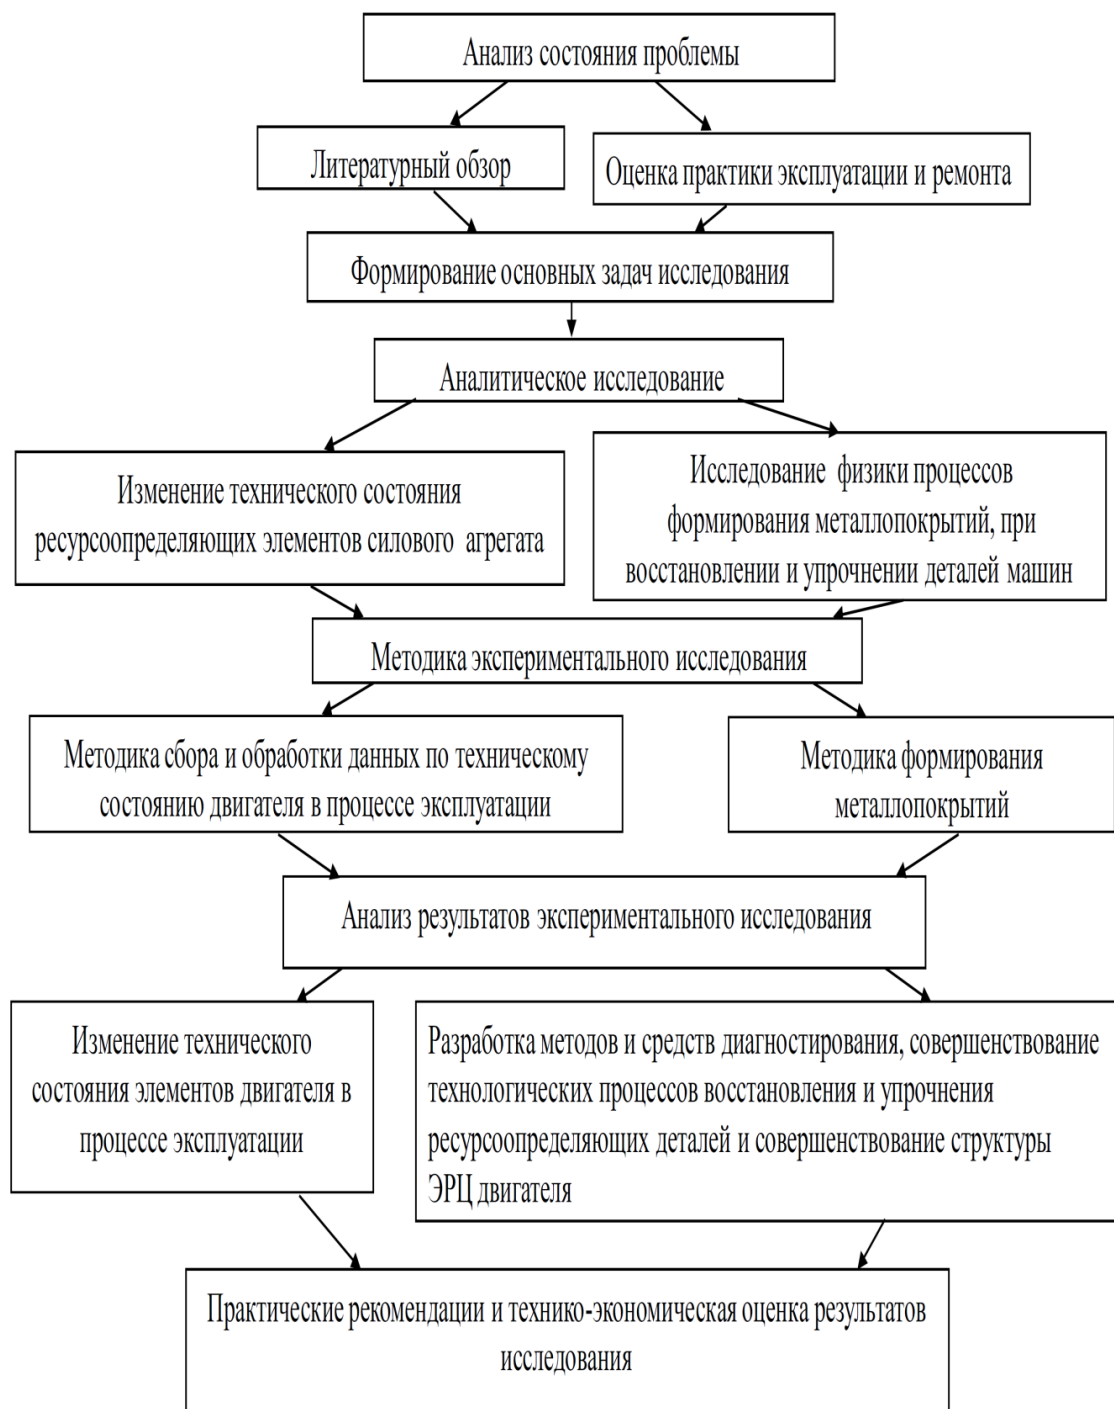 Анализ состояния проблемы
Литературный обзор
Оценка практики эксплуатации и ремонта
Формирование основных задач исследования
Аналитическое исследование
Изменение технического состояния
ресурсоопределяющих элементов силового агрегата
Исследование физики процессов
формирования металлопокрытий, при
восстановлении и упрочнении деталей машин
Методика экспериментального исследования
Методика сбора и обработки данных по техническому
состоянию двигателя в процессе эксплуатации
Методика формирования
металлопокрытий
Анализ результатов экспериментального исследования
Изменение технического
состояния элементов двигателя в
процессе эксплуатации
Разработка методов и средств диагностирования, совершенствование
технологических процессов восстановления и упрочнения
ресурсоопределяющих деталей и совершенствование структуры
ЭРЦ двигателя
Практические рекомендации и технико-экономическая оценка результатов
исследования